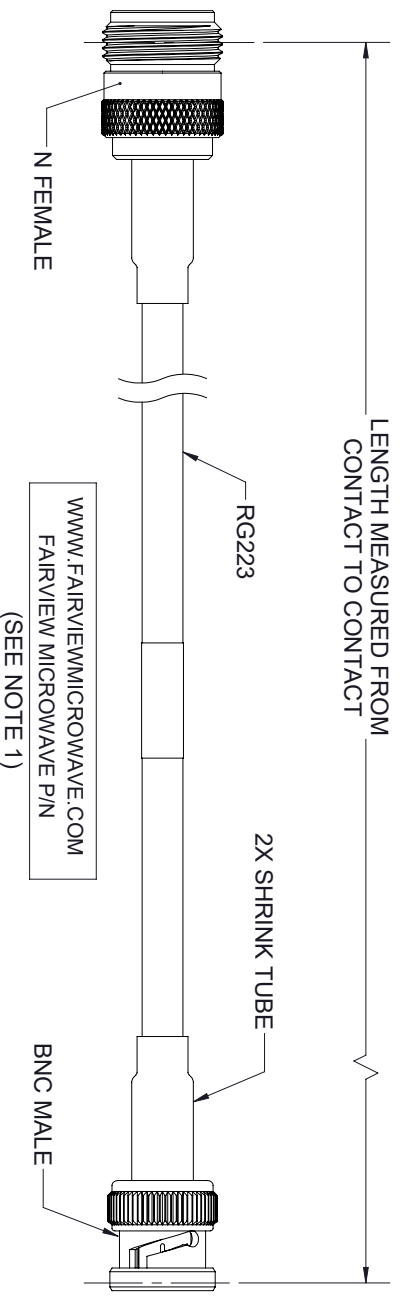 LENGTH MEASURED FROM
CONTACT TO CONTACT
2X SHRINK TUBE
RG223
N FEMALE
BNC MALE
WWW.FAIRVIEWMICROWAVE.COM
FAIRVIEW MICROWAVE P/N
(SEE NOTE 1)